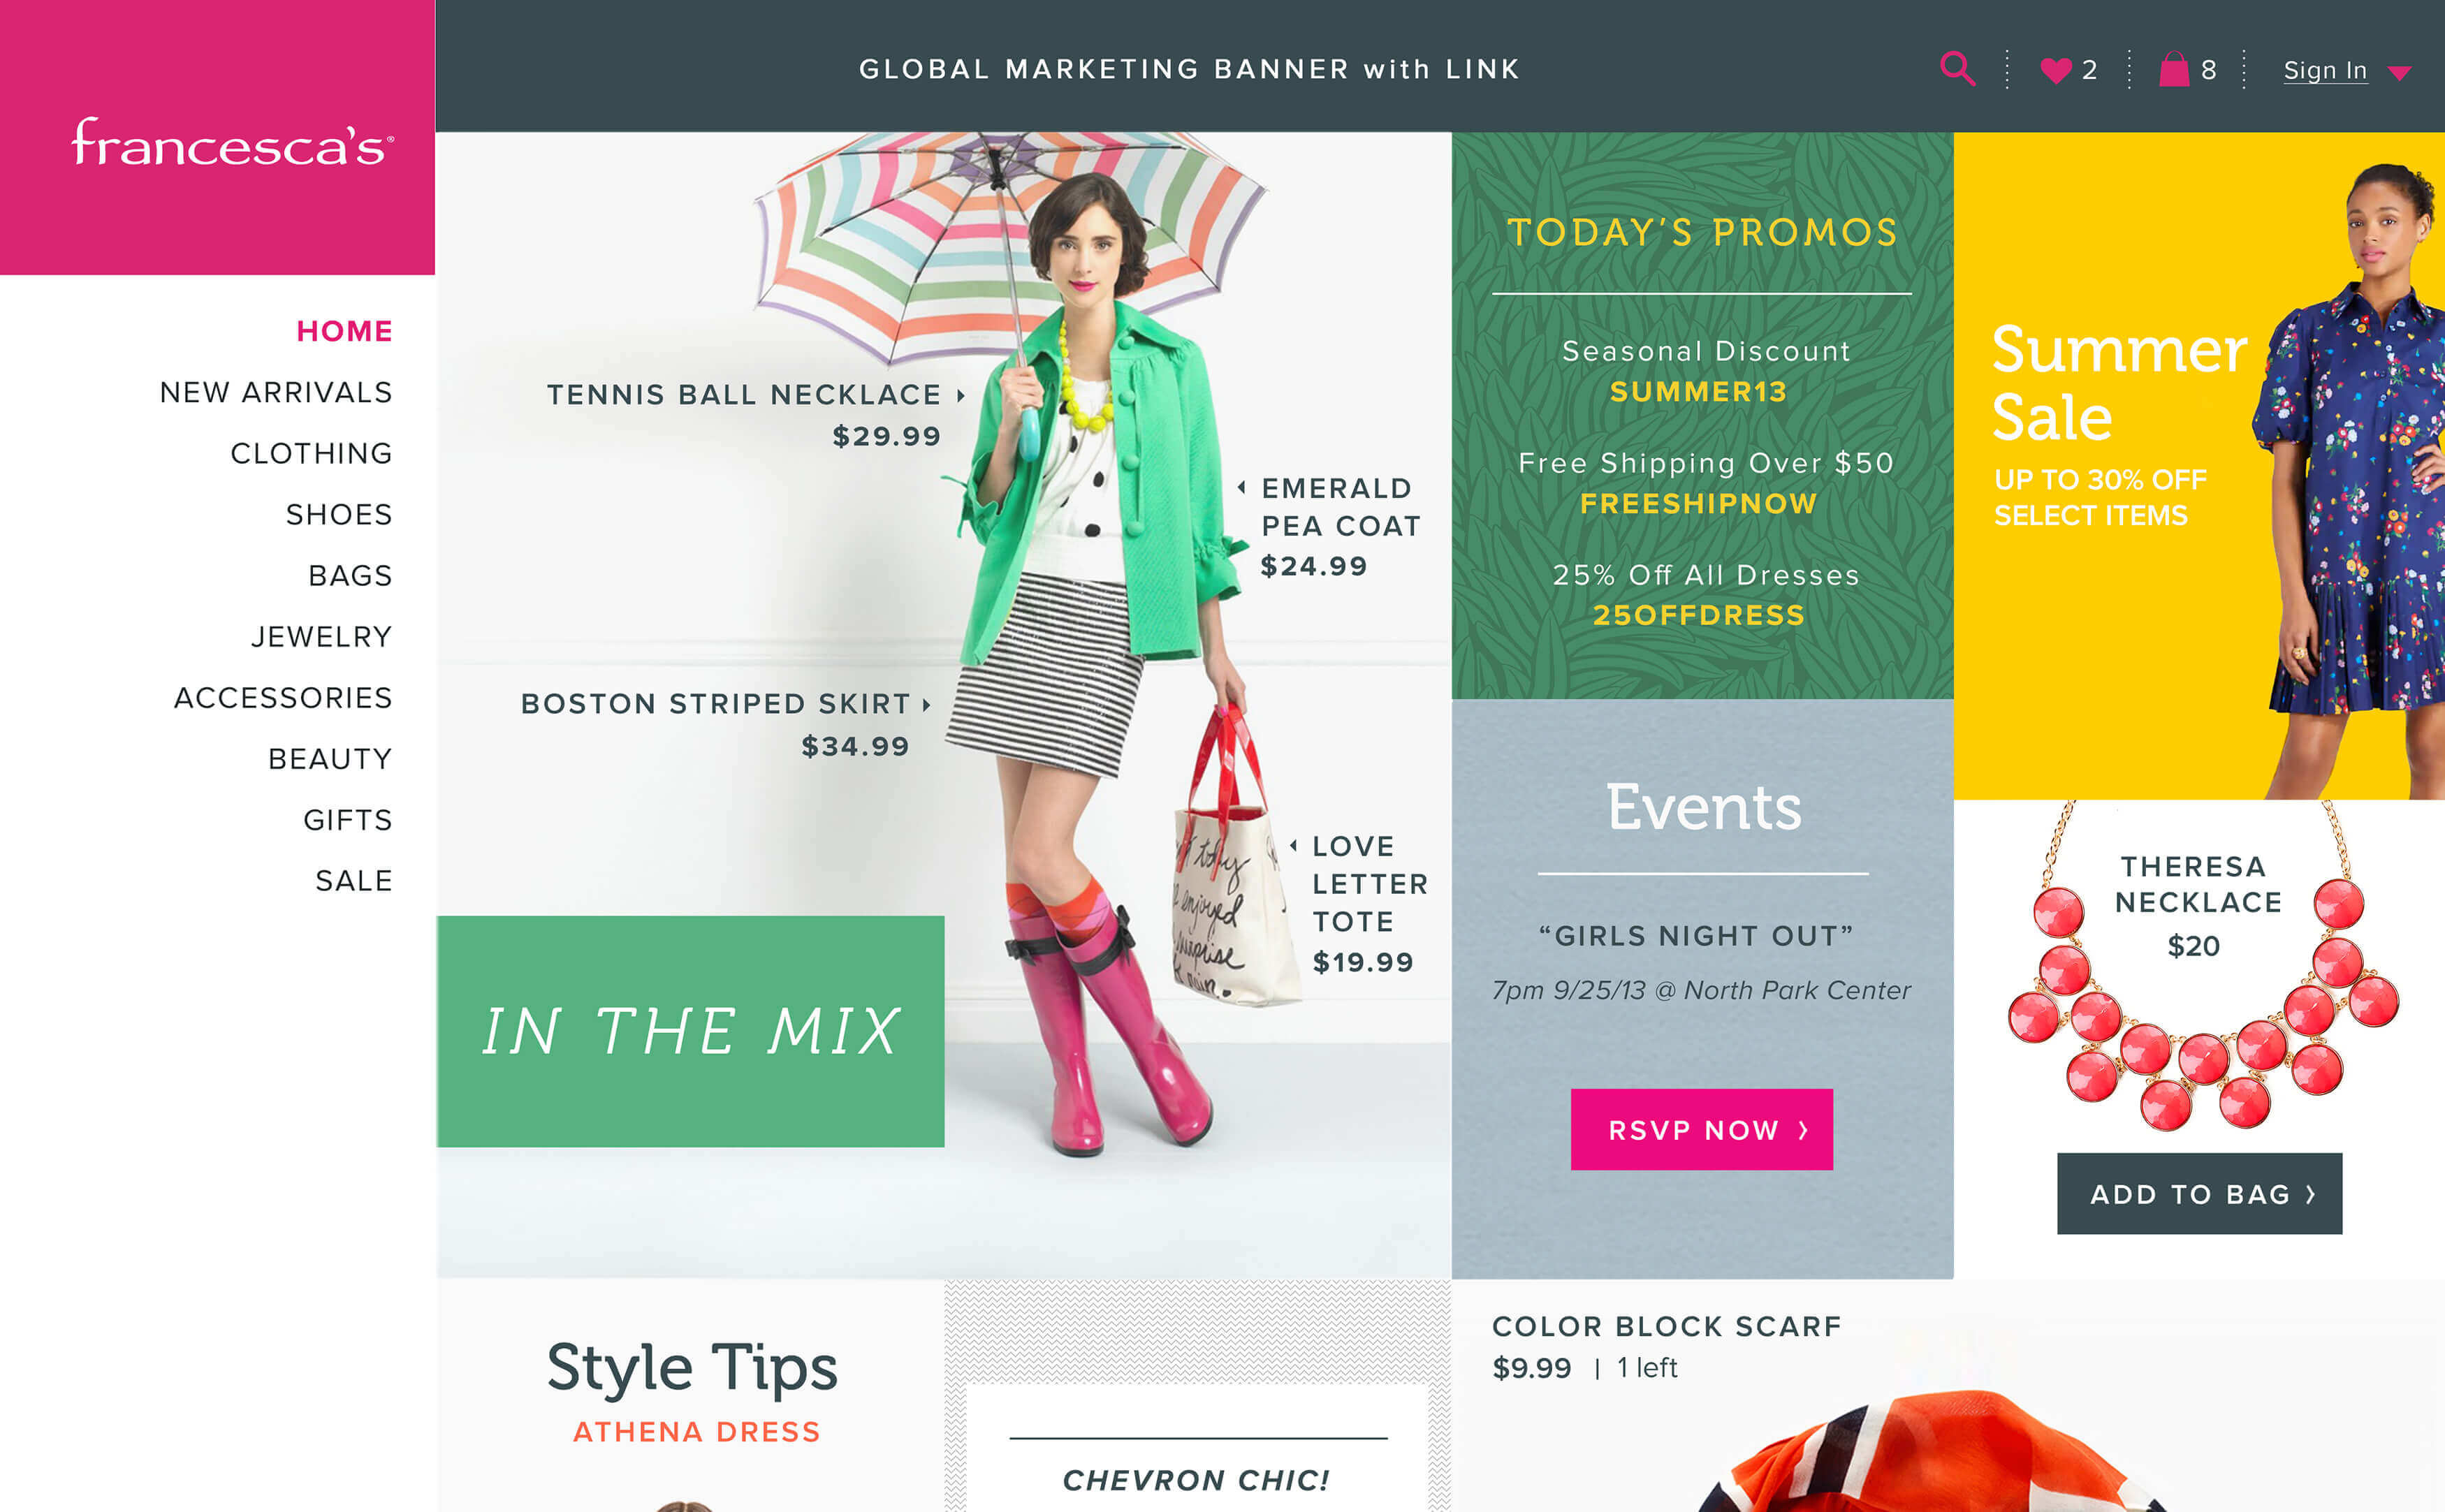 francesca's®
GLOBAL MARKETING BANNER with LINK
2
8
Sign In
HOME
NEW ARRIVALS
CLOTHING
SHOES
BAGS
JEWELRY
ACCESSORIES
BEAUTY
GIFTS
SALE
TENNIS BALL NECKLACE
$29.99
EMERALD
PEA COAT
$24.99
BOSTON STRIPED SKIRT
$34.99
LOVE
LETTER
TOTE
$19.99
today
enjoyed
surprise
IN THE MIX
TODAY'S PROMOS
Seasonal Discount
SUMMER13
Free Shipping Over $50
FREESHIPNOW
25% Off All Dresses
25OFFDRESS
Summer
Sale
UP TO 30% OFF
SELECT ITEMS
Events
“GIRLS NIGHT OUT”
7pm 9/25/13 @ North Park Center
RSVP NOW ›
THERESA
NECKLACE
$20
ADD TO BAG ›
Style Tips
ATHENA DRESS
CHEVRON CHIC!
COLOR BLOCK SCARF
$9.99 | 1 left